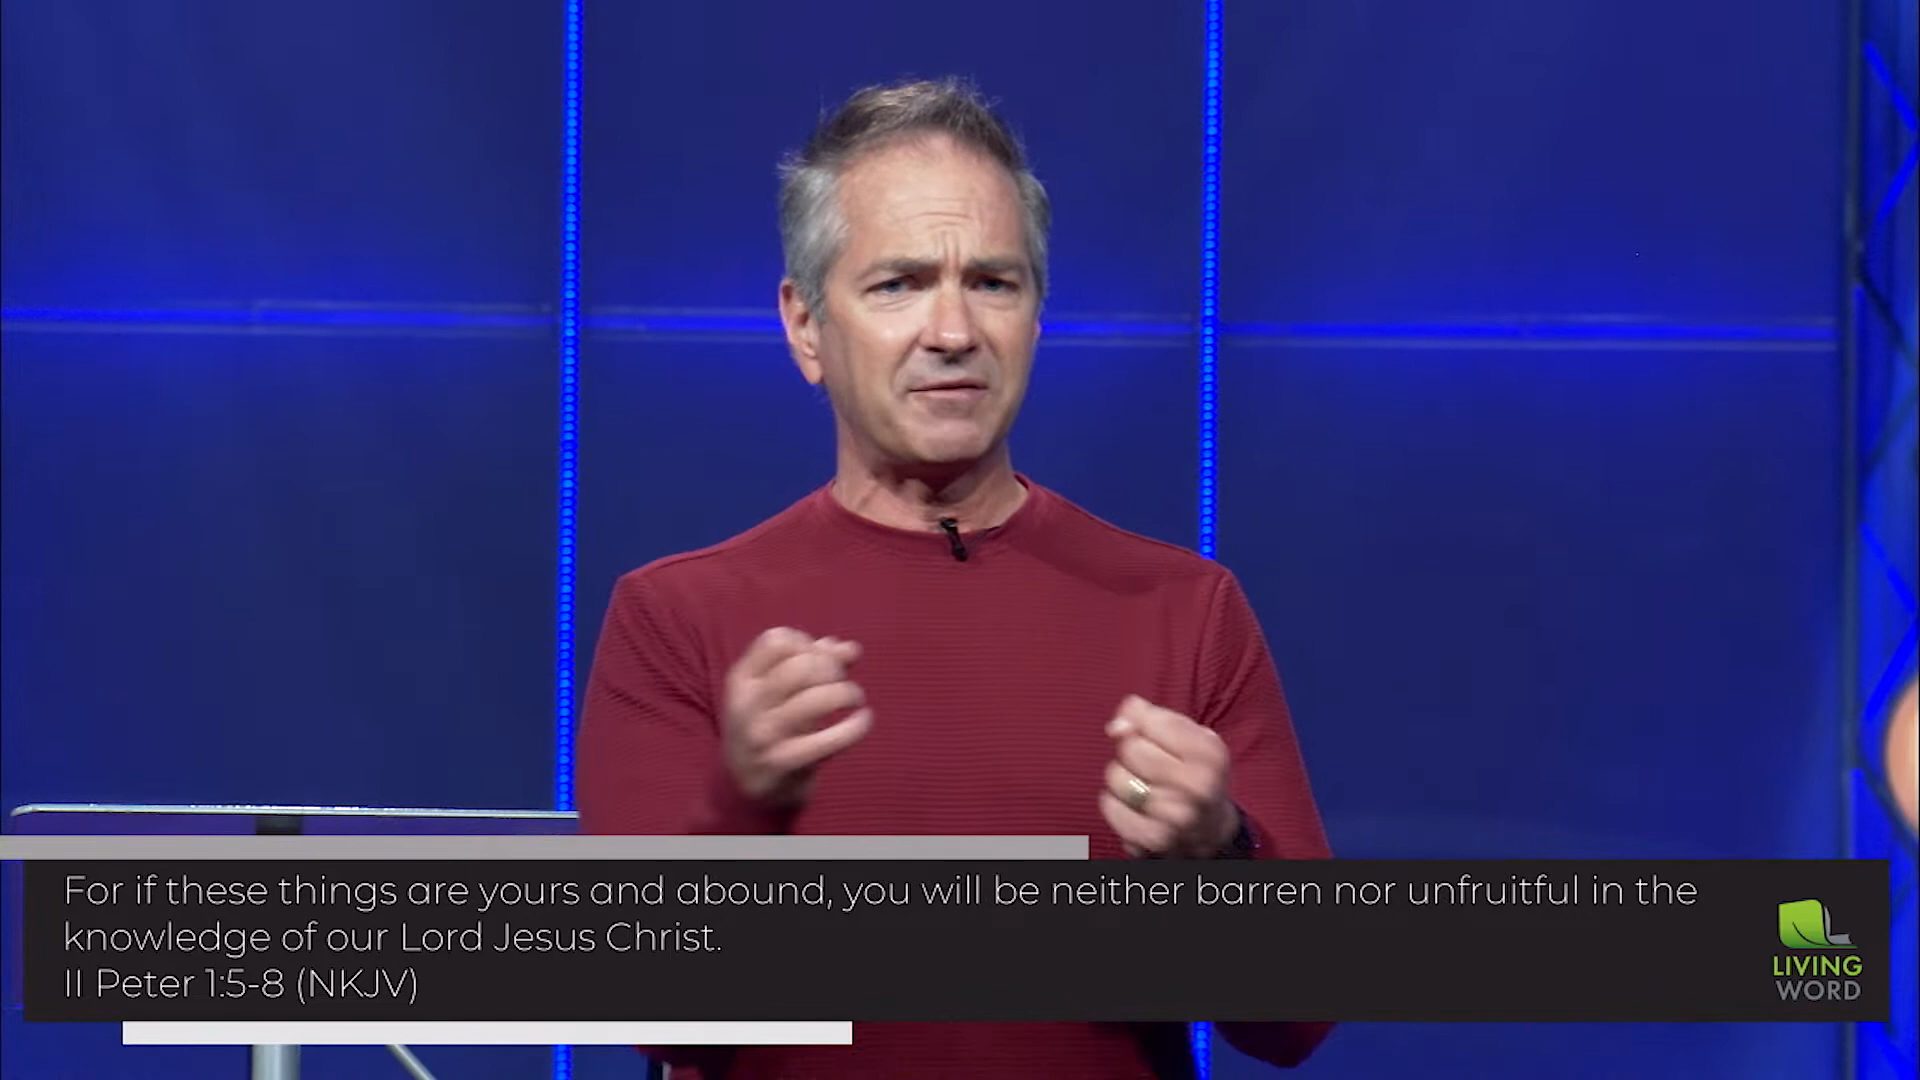 For if these things are yours and abound, you will be neither barren nor unfruitful in the
knowledge of our Lord Jesus Christ.
II Peter 1:5-8 (NKJV)
LIVING
WORD